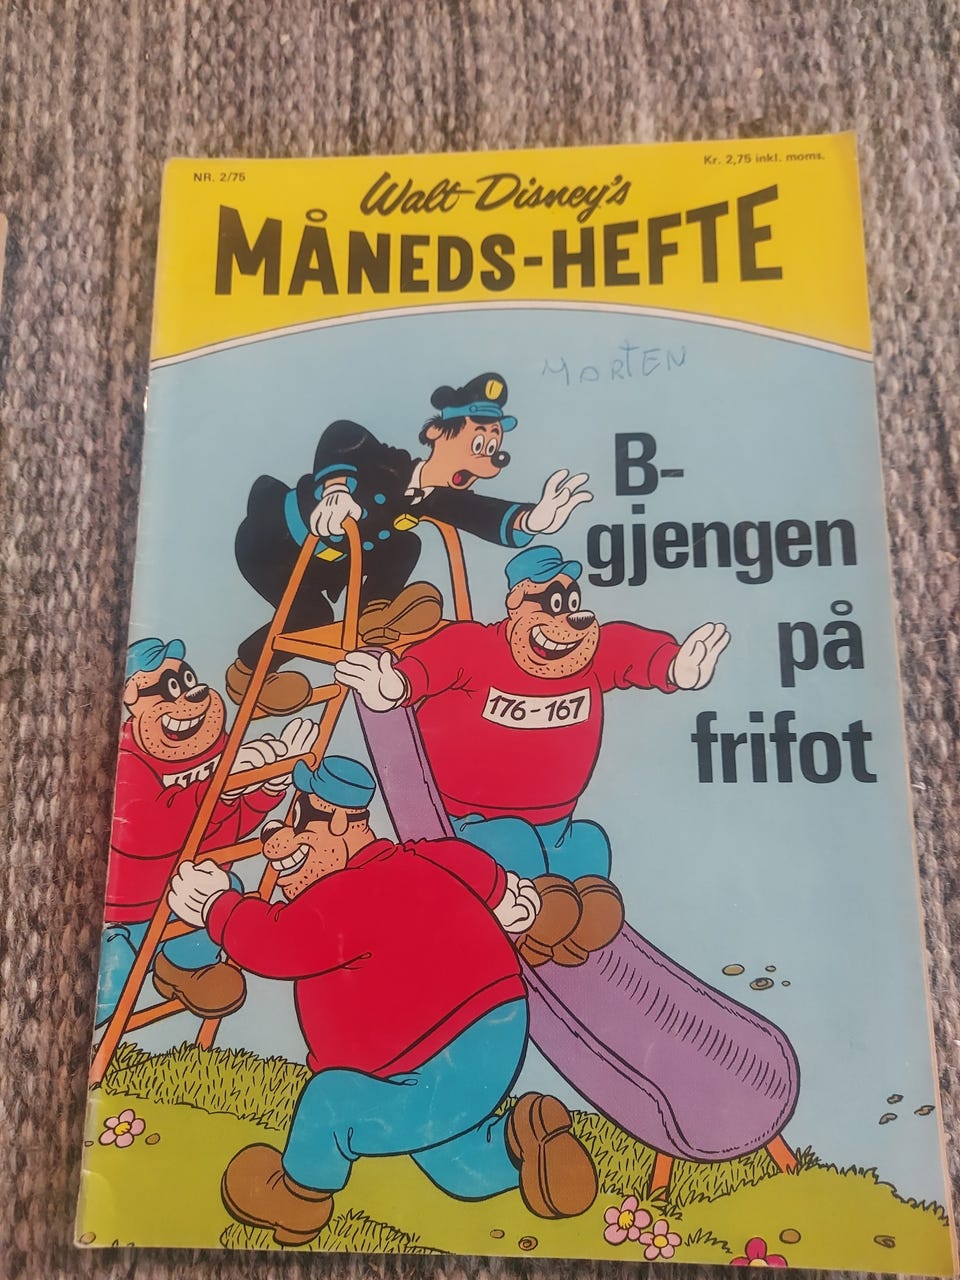 NR. 2/75
Kr. 2,75 inkl. moms.
Walt Disney's
MÅNEDS-HEFTE
MORTEN
B-
gjengen
på
frifot
176-167